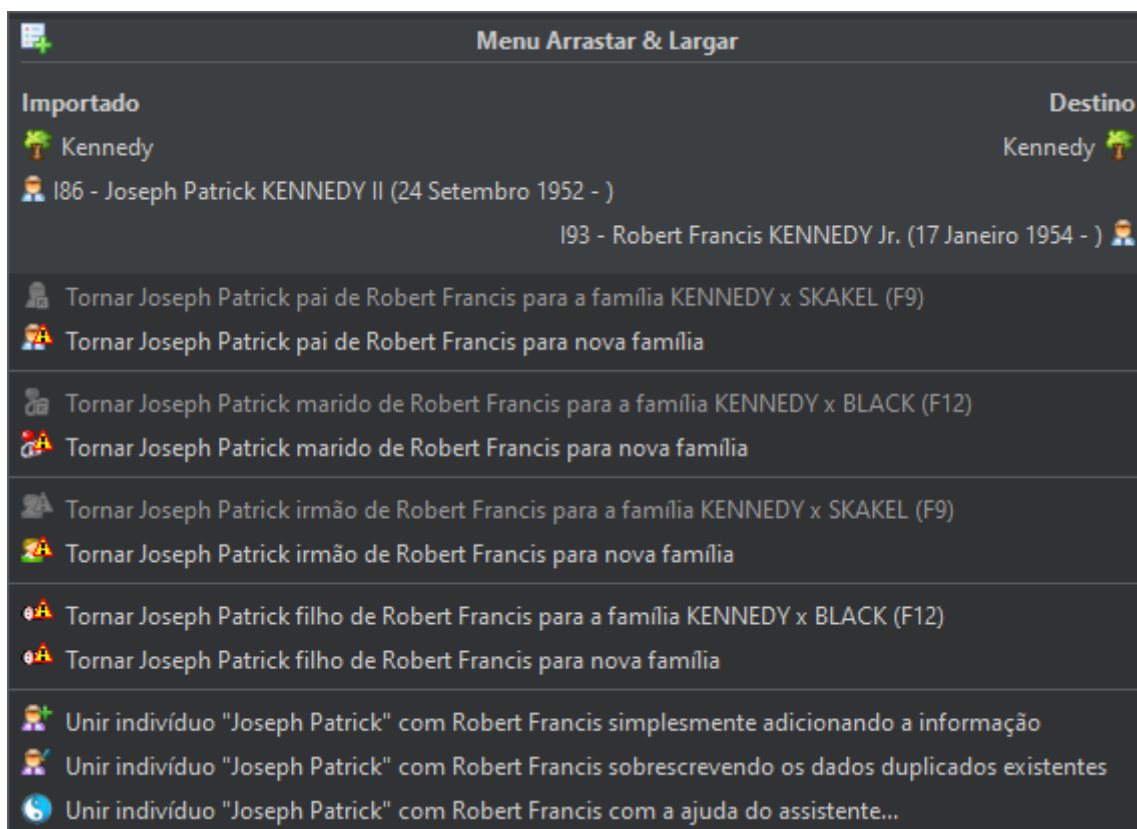 Menu Arrastar & Largar
Importado Destino
Kennedy Kennedy
I86 - Joseph Patrick KENNEDY II (24 Setembro 1952 - )
I93 - Robert Francis KENNEDY Jr. (17 Janeiro 1954 - )
Tornar Joseph Patrick pai de Robert Francis para a família KENNEDY x SKAKEL (F9)
Tornar Joseph Patrick pai de Robert Francis para nova família
Tornar Joseph Patrick marido de Robert Francis para a família KENNEDY x BLACK (F12)
Tornar Joseph Patrick marido de Robert Francis para nova família
Tornar Joseph Patrick irmão de Robert Francis para a família KENNEDY x SKAKEL (F9)
Tornar Joseph Patrick irmão de Robert Francis para nova família
Tornar Joseph Patrick filho de Robert Francis para a família KENNEDY x BLACK (F12)
Tornar Joseph Patrick filho de Robert Francis para nova família
Unir indivíduo "Joseph Patrick" com Robert Francis simplesmente adicionando a informação
Unir indivíduo "Joseph Patrick" com Robert Francis sobrescrevendo os dados duplicados existentes
Unir indivíduo "Joseph Patrick" com Robert Francis com a ajuda do assistente...